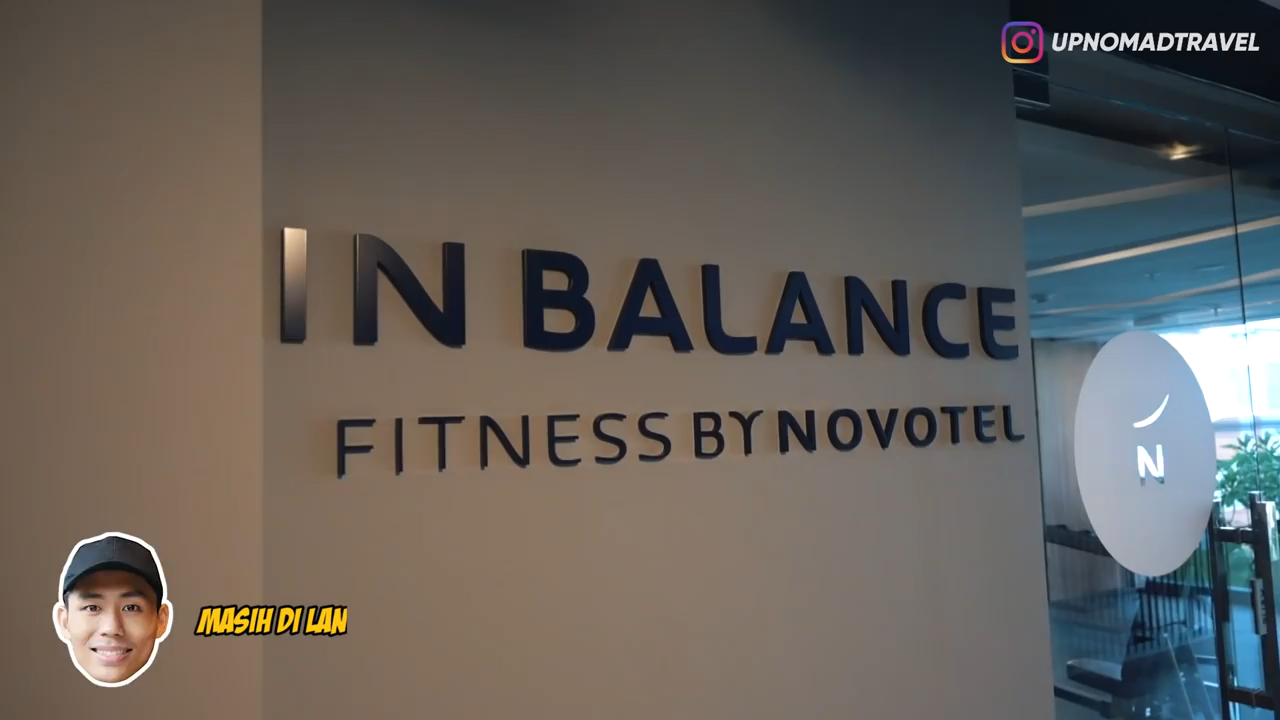 UPNOMADTRAVEL
IN BALANCE
FITNESS BY NOVOTEL
N
MASIH DI LAN